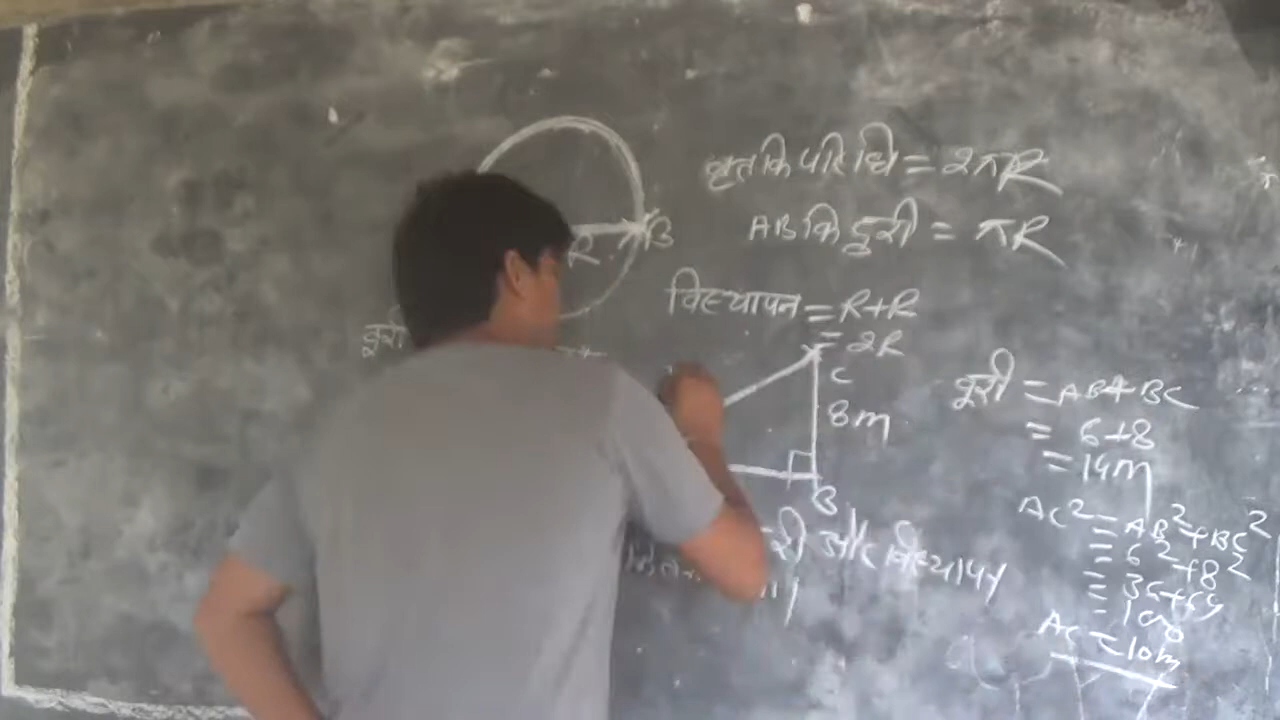 वृत कि परिधि = 2πR
AB कि दुरी = πR
R
B
विस्थापन = R+R
= 2R
दुरी
C
8m
B
दुरी = AB+BC
= 6+8
= 14m
AC² = AB²+BC²
= 6²+8²
= 36+64
= 100
AC = 10m
और विस्थापन